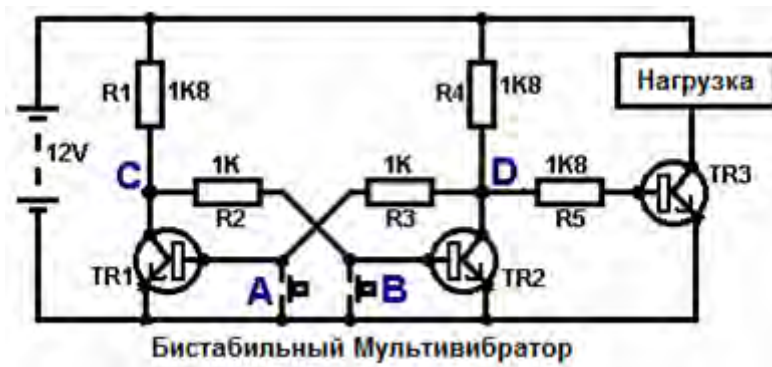 R1
1K8
R4
1K8
Нагрузка
12V
C
1K
R2
1K
R3
D
1K8
R5
TR3
TR1
A
B
TR2
Бистабильный Мультивибратор